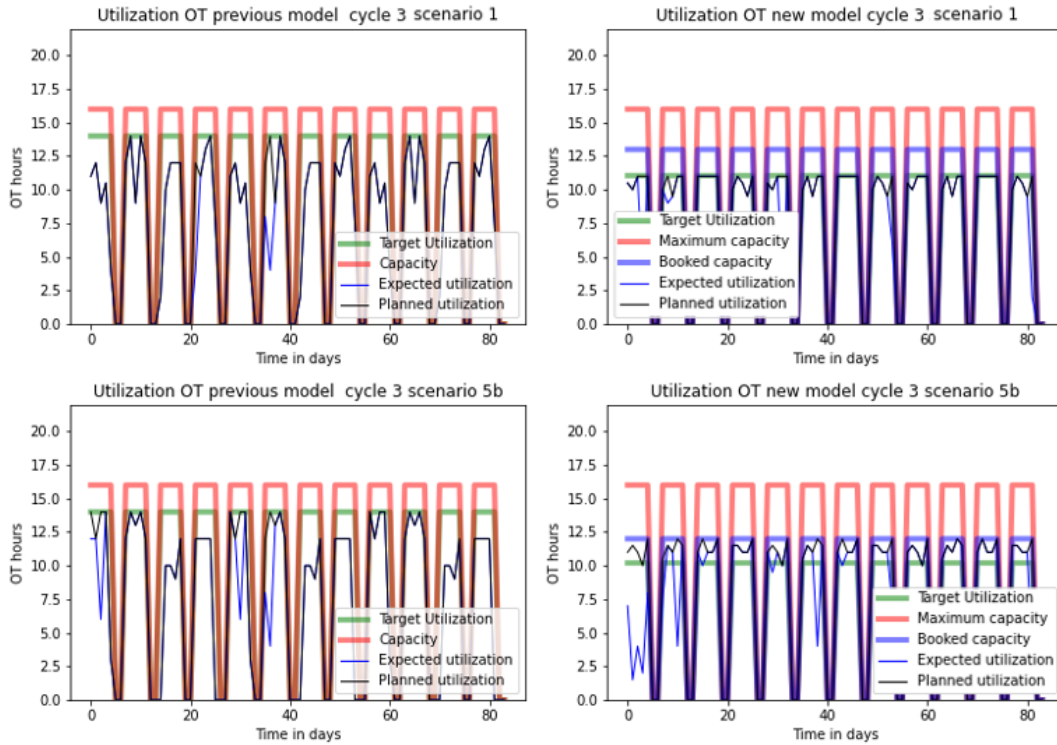 Utilization OT previous model  cycle 3  scenario 1
OT hours
20.0
17.5
15.0
12.5
10.0
7.5
5.0
2.5
0.0
Target Utilization
Capacity
Expected utilization
Planned utilization
0 20 40 60 80
Time in days
Utilization OT new model cycle 3  scenario 1
OT hours
20.0
17.5
15.0
12.5
10.0
7.5
5.0
2.5
0.0
Target Utilization
Maximum capacity
Booked capacity
Expected utilization
Planned utilization
0 20 40 60 80
Time in days
Utilization OT previous model  cycle 3 scenario 5b
OT hours
20.0
17.5
15.0
12.5
10.0
7.5
5.0
2.5
0.0
Target Utilization
Capacity
Expected utilization
Planned utilization
0 20 40 60 80
Time in days
Utilization OT new model cycle 3 scenario 5b
OT hours
20.0
17.5
15.0
12.5
10.0
7.5
5.0
2.5
0.0
Target Utilization
Maximum capacity
Booked capacity
Expected utilization
Planned utilization
0 20 40 60 80
Time in days